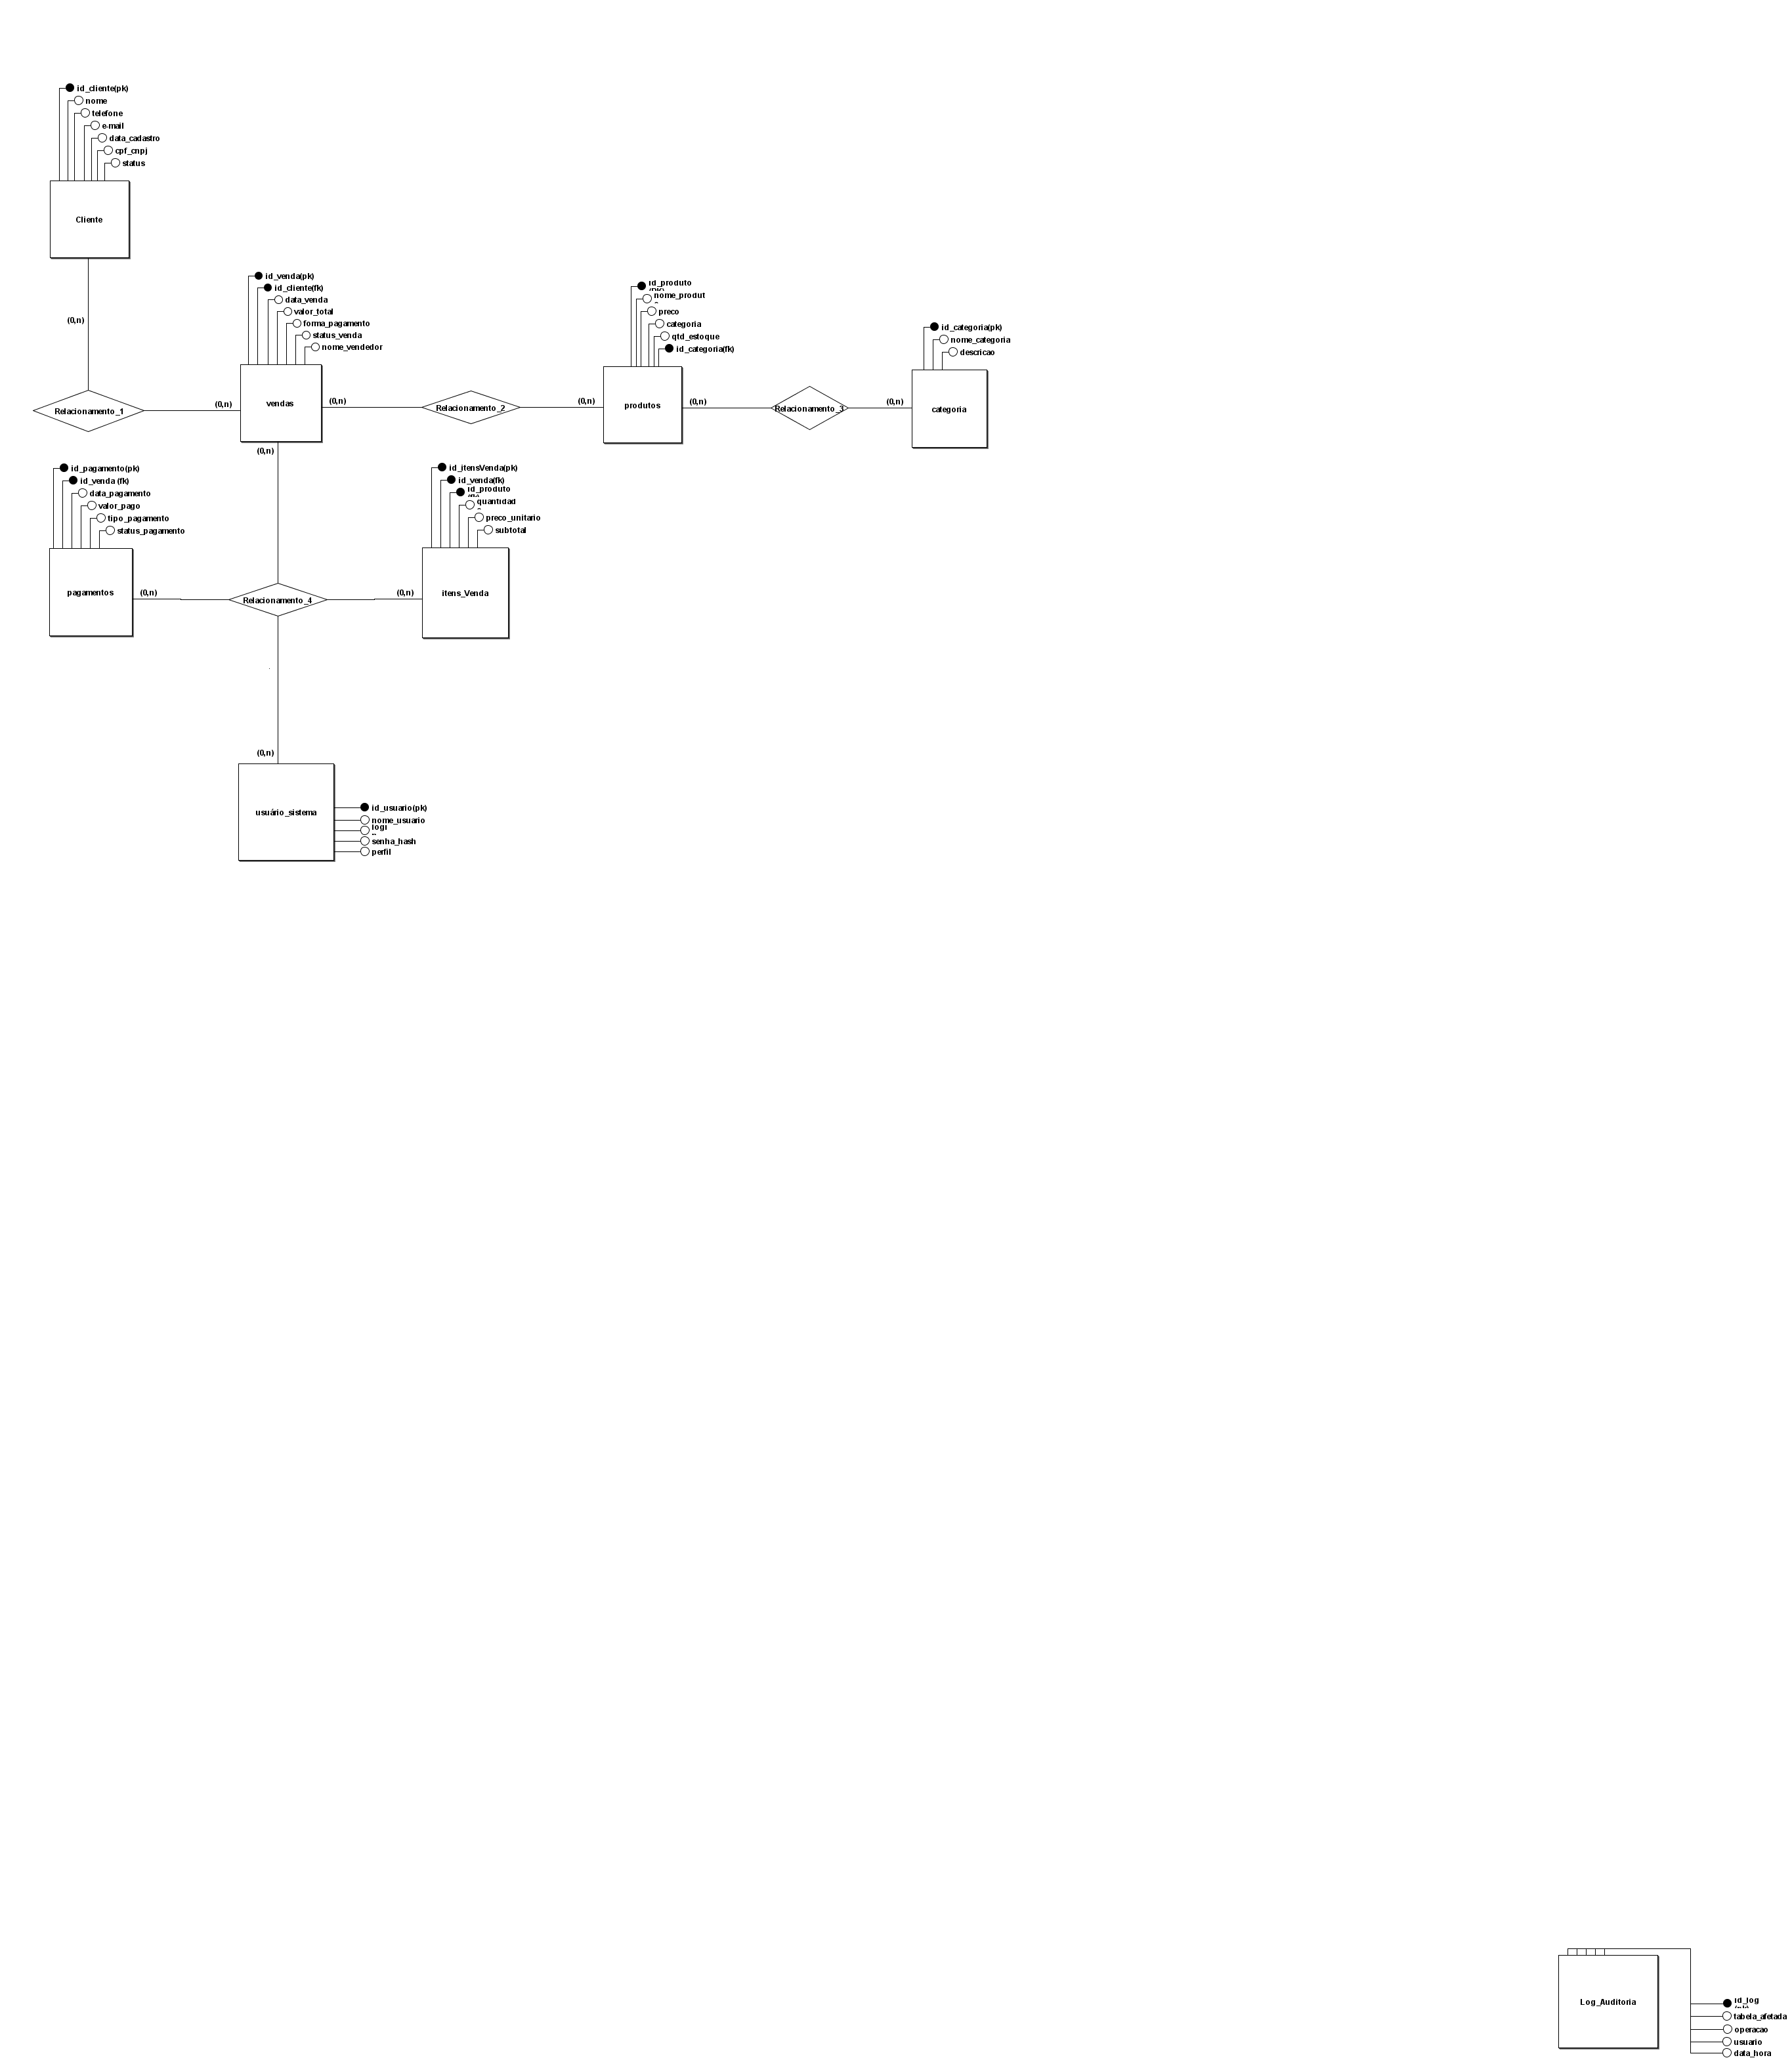 id_cliente(pk)
nome
telefone
e-mail
data_cadastro
cpf_cnpj
status
Cliente
(0,n)
Relacionamento_1
(0,n)
id_venda(pk)
id_cliente(fk)
data_venda
valor_total
forma_pagamento
status_venda
nome_vendedor
vendas
(0,n)
Relacionamento_2
(0,n)
id_produto
nome_produt
preco
categoria
qtd_estoque
id_categoria(fk)
produtos
(0,n)
Relacionamento_3
(0,n)
id_categoria(pk)
nome_categoria
descricao
categoria
(0,n)
id_pagamento(pk)
id_venda (fk)
data_pagamento
valor_pago
tipo_pagamento
status_pagamento
pagamentos
(0,n)
Relacionamento_4
(0,n)
id_itensVenda(pk)
id_venda(fk)
id_produto
quantidad
preco_unitario
subtotal
itens_Venda
(0,n)
usuário_sistema
id_usuario(pk)
nome_usuario
logi
senha_hash
perfil
Log_Auditoria
id_log
tabela_afetada
operacao
usuario
data_hora